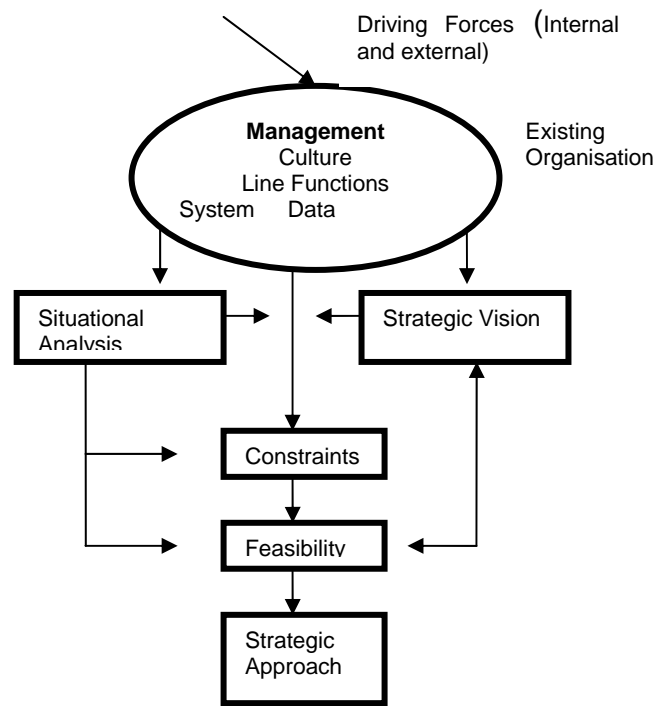 Driving Forces (Internal
and external)
Management
Culture
Line Functions
System Data
Existing
Organisation
Situational
Analysis
Strategic Vision
Constraints
Feasibility
Strategic
Approach